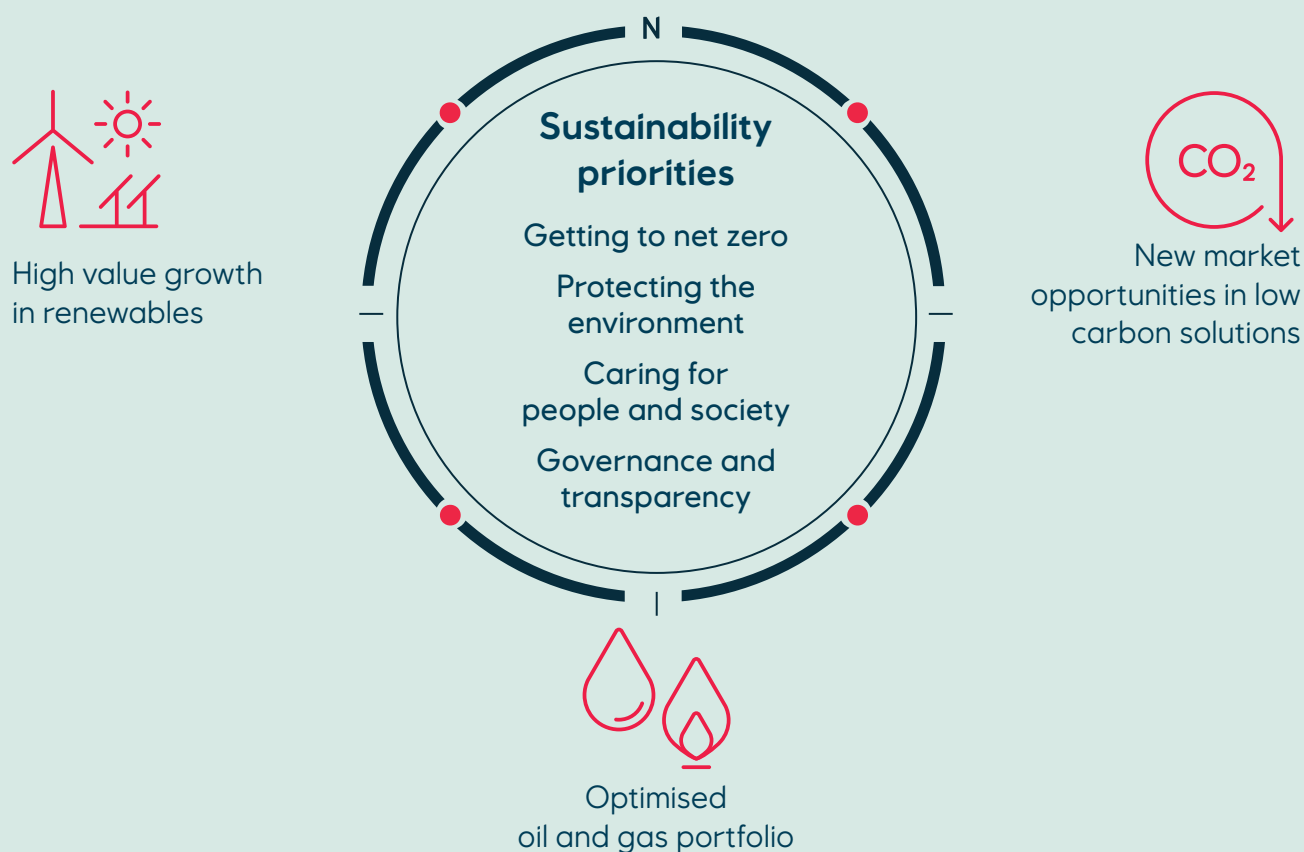 N
Sustainability
priorities
Getting to net zero
Protecting the
environment
Caring for
people and society
Governance and
transparency
High value growth
in renewables
CO₂
New market
opportunities in low
carbon solutions
Optimised
oil and gas portfolio